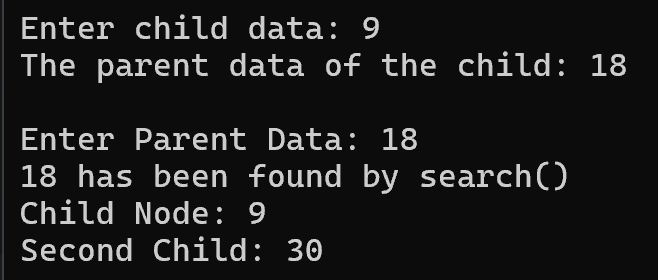 Enter child data: 9
The parent data of the child: 18
Enter Parent Data: 18
18 has been found by search()
Child Node: 9
Second Child: 30